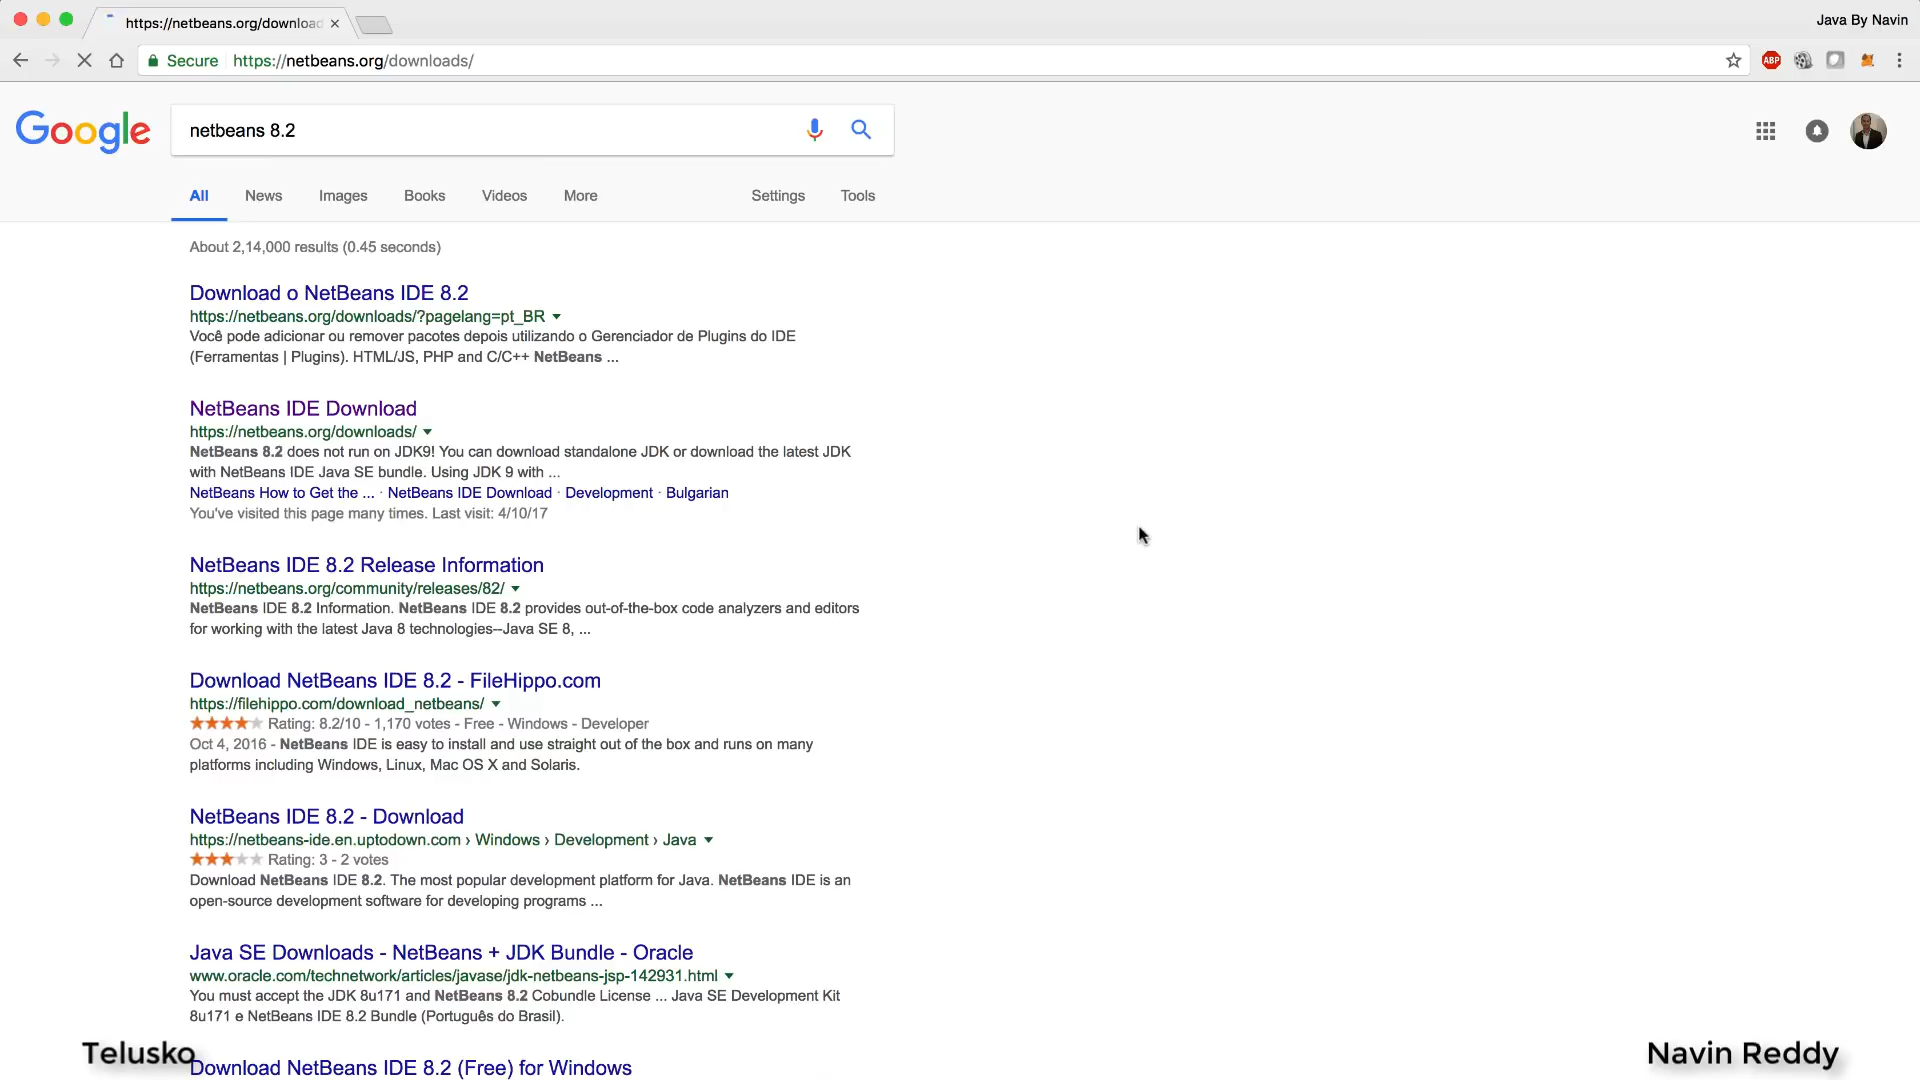 https://netbeans.org/download
Java By Navin
Secure https://netbeans.org/downloads/
ABP
Google
netbeans 8.2
All News Images Books Videos More Settings Tools
About 2,14,000 results (0.45 seconds)
Download o NetBeans IDE 8.2
https://netbeans.org/downloads/?pagelang=pt_BR
Você pode adicionar ou remover pacotes depois utilizando o Gerenciador de Plugins do IDE
(Ferramentas | Plugins). HTML/JS, PHP and C/C++ NetBeans ...
NetBeans IDE Download
https://netbeans.org/downloads/
NetBeans 8.2 does not run on JDK9! You can download standalone JDK or download the latest JDK
with NetBeans IDE Java SE bundle. Using JDK 9 with ...
NetBeans How to Get the ... · NetBeans IDE Download · Development · Bulgarian
You've visited this page many times. Last visit: 4/10/17
NetBeans IDE 8.2 Release Information
https://netbeans.org/community/releases/82/
NetBeans IDE 8.2 Information. NetBeans IDE 8.2 provides out-of-the-box code analyzers and editors
for working with the latest Java 8 technologies--Java SE 8, ...
Download NetBeans IDE 8.2 - FileHippo.com
https://filehippo.com/download_netbeans/
Rating: 8.2/10 - 1,170 votes - Free - Windows - Developer
Oct 4, 2016 - NetBeans IDE is easy to install and use straight out of the box and runs on many
platforms including Windows, Linux, Mac OS X and Solaris.
NetBeans IDE 8.2 - Download
https://netbeans-ide.en.uptodown.com › Windows › Development › Java
Rating: 3 - 2 votes
Download NetBeans IDE 8.2. The most popular development platform for Java. NetBeans IDE is an
open-source development software for developing programs ...
Java SE Downloads - NetBeans + JDK Bundle - Oracle
www.oracle.com/technetwork/articles/javase/jdk-netbeans-jsp-142931.html
You must accept the JDK 8u171 and NetBeans 8.2 Cobundle License ... Java SE Development Kit
8u171 e NetBeans IDE 8.2 Bundle (Português do Brasil).
Telusko
Navin Reddy
Download NetBeans IDE 8.2 (Free) for Windows